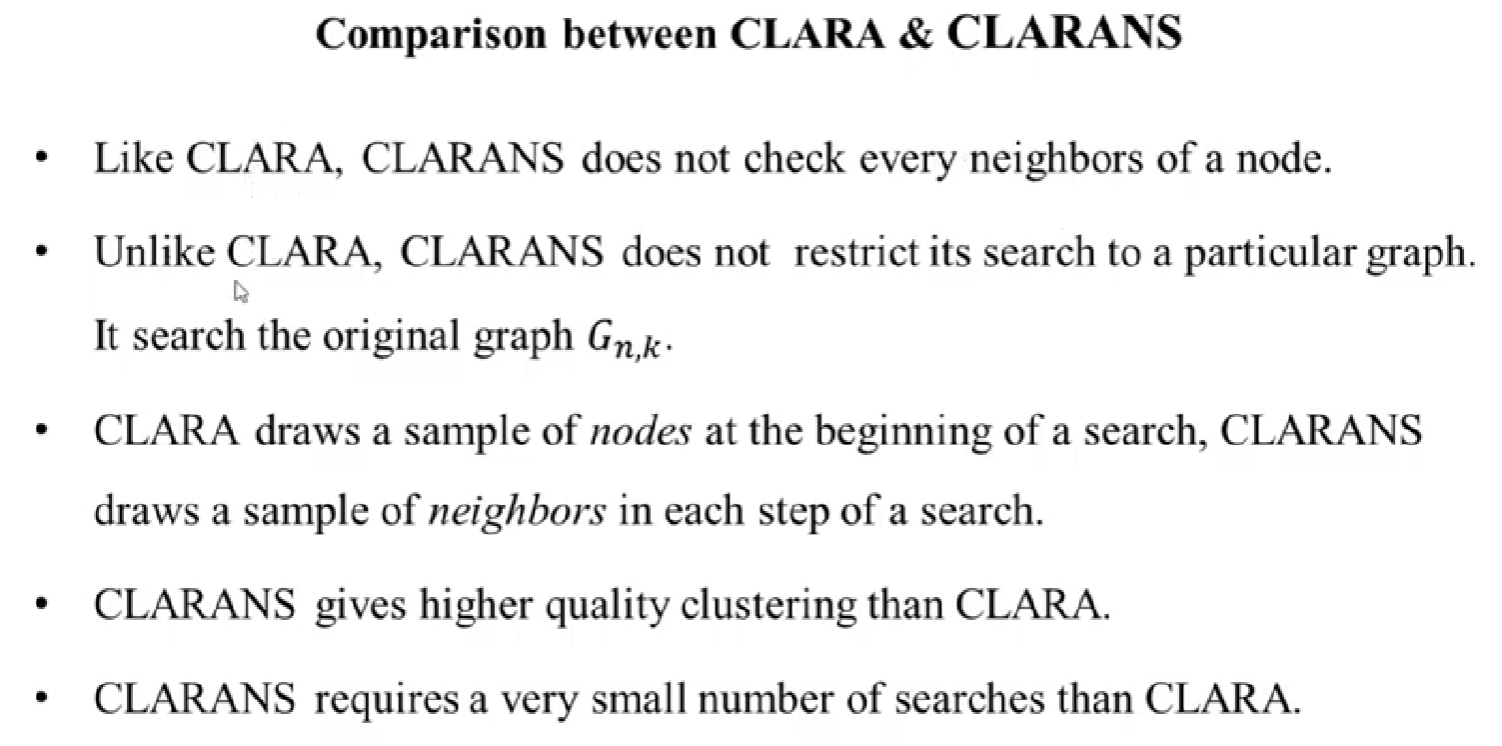 Comparison between CLARA & CLARANS
• Like CLARA, CLARANS does not check every neighbors of a node.
• Unlike CLARA, CLARANS does not restrict its search to a particular graph.
It search the original graph Gₙ,ₖ.
• CLARA draws a sample of nodes at the beginning of a search, CLARANS
draws a sample of neighbors in each step of a search.
• CLARANS gives higher quality clustering than CLARA.
• CLARANS requires a very small number of searches than CLARA.